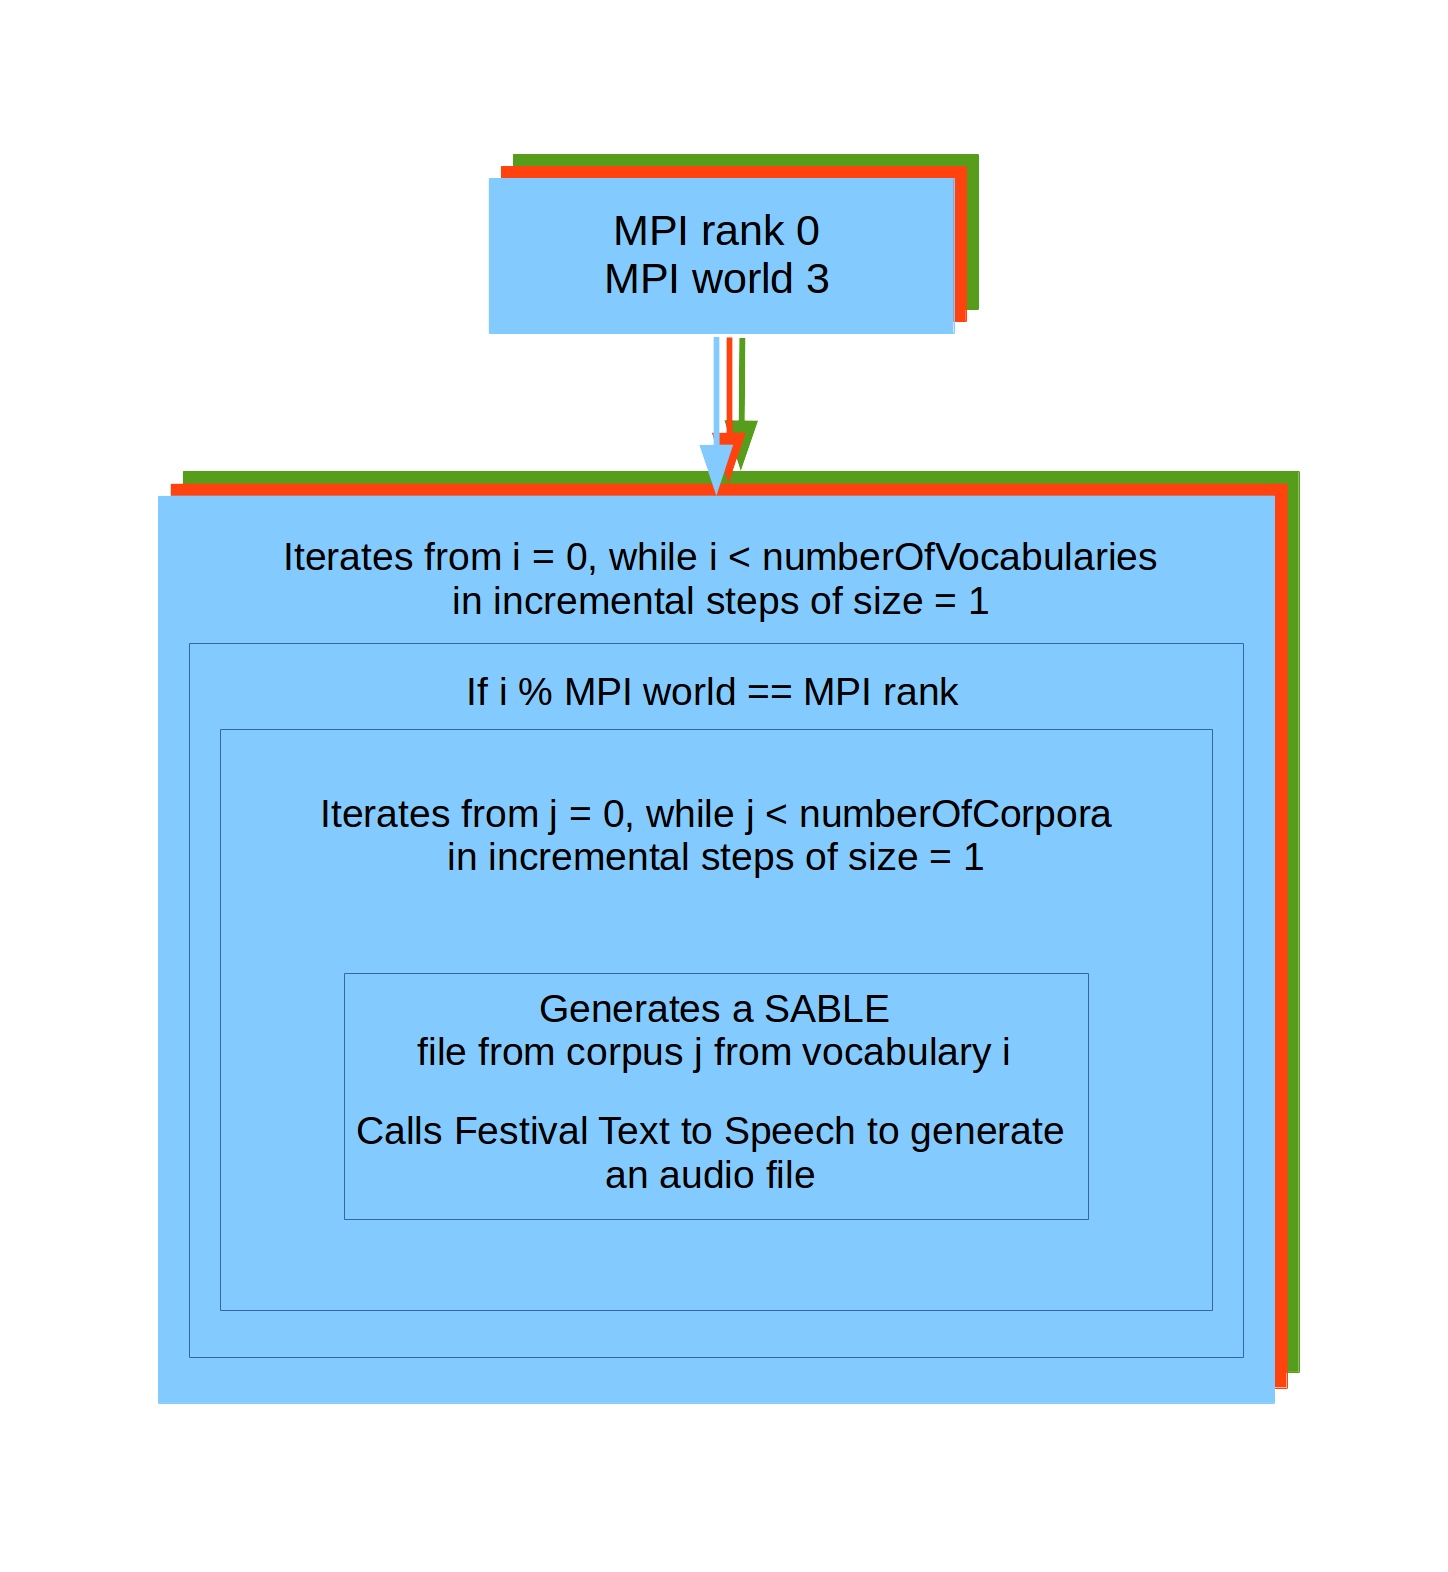 MPI rank 0
MPI world 3
Iterates from i = 0, while i < numberOfVocabularies
in incremental steps of size = 1
If i % MPI world == MPI rank
Iterates from j = 0, while j < numberOfCorpora
in incremental steps of size = 1
Generates a SABLE
file from corpus j from vocabulary i
Calls Festival Text to Speech to generate
an audio file